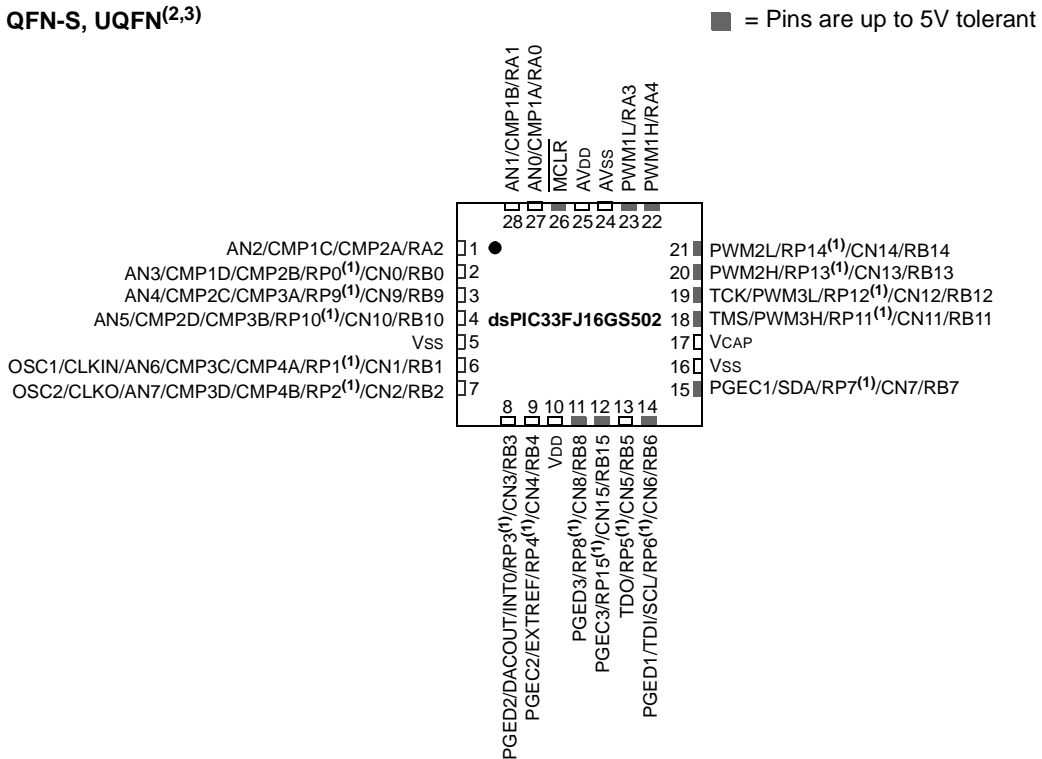 QFN-S, UQFN(2,3)
= Pins are up to 5V tolerant
AN1/CMP1B/RA1
AN0/CMP1A/RA0
MCLR
AVDD
AVSS
PWM1L/RA3
PWM1H/RA4
28 27 26 25 24 23 22
AN2/CMP1C/CMP2A/RA2 1
AN3/CMP1D/CMP2B/RP0(1)/CN0/RB0 2
AN4/CMP2C/CMP3A/RP9(1)/CN9/RB9 3
AN5/CMP2D/CMP3B/RP10(1)/CN10/RB10 4
VSS 5
OSC1/CLKIN/AN6/CMP3C/CMP4A/RP1(1)/CN1/RB1 6
OSC2/CLKO/AN7/CMP3D/CMP4B/RP2(1)/CN2/RB2 7
dsPIC33FJ16GS502
21 PWM2L/RP14(1)/CN14/RB14
20 PWM2H/RP13(1)/CN13/RB13
19 TCK/PWM3L/RP12(1)/CN12/RB12
18 TMS/PWM3H/RP11(1)/CN11/RB11
17 VCAP
16 VSS
15 PGEC1/SDA/RP7(1)/CN7/RB7
8 9 10 11 12 13 14
PGED2/DACOUT/INT0/RP3(1)/CN3/RB3
PGEC2/EXTREF/RP4(1)/CN4/RB4
VDD
PGED3/RP8(1)/CN8/RB8
PGEC3/RP15(1)/CN15/RB15
TDO/RP5(1)/CN5/RB5
PGED1/TDI/SCL/RP6(1)/CN6/RB6